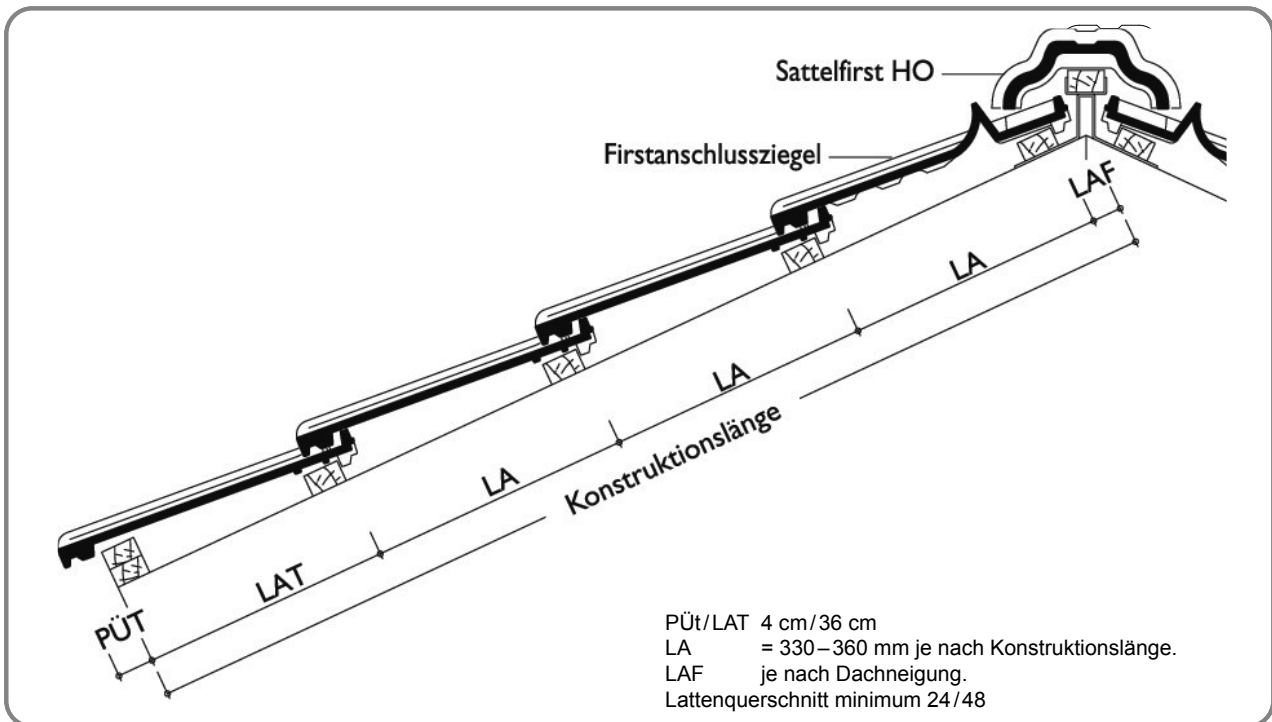 Sattelfirst HO
Firstanschlussziegel
LAF
LA
LA
LA
Konstruktionslänge
LAT
PÜT
PÜt/LAT 4 cm/36 cm
LA = 330–360 mm je nach Konstruktionslänge.
LAF je nach Dachneigung.
Lattenquerschnitt minimum 24/48